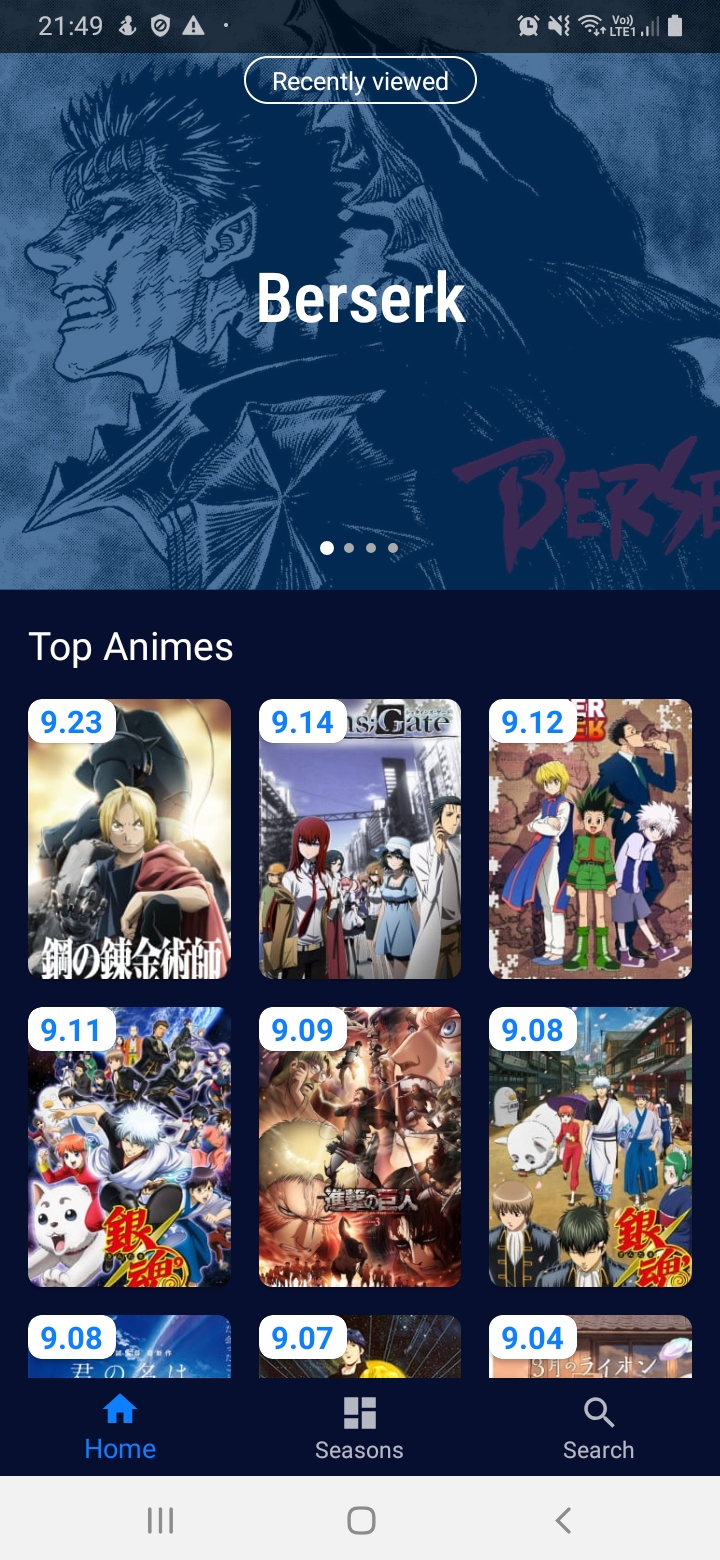 21:49
Vo))
LTE1
Recently viewed
Berserk
BERSE
Top Animes
9.23
9.14
9.12
ns;Gate
ER
ER
鋼の錬金術師
9.11
9.09
9.08
進撃の巨人
銀魂
銀魂
9.08
9.07
9.04
君の名は
3月のライオン
Home
Seasons
Search